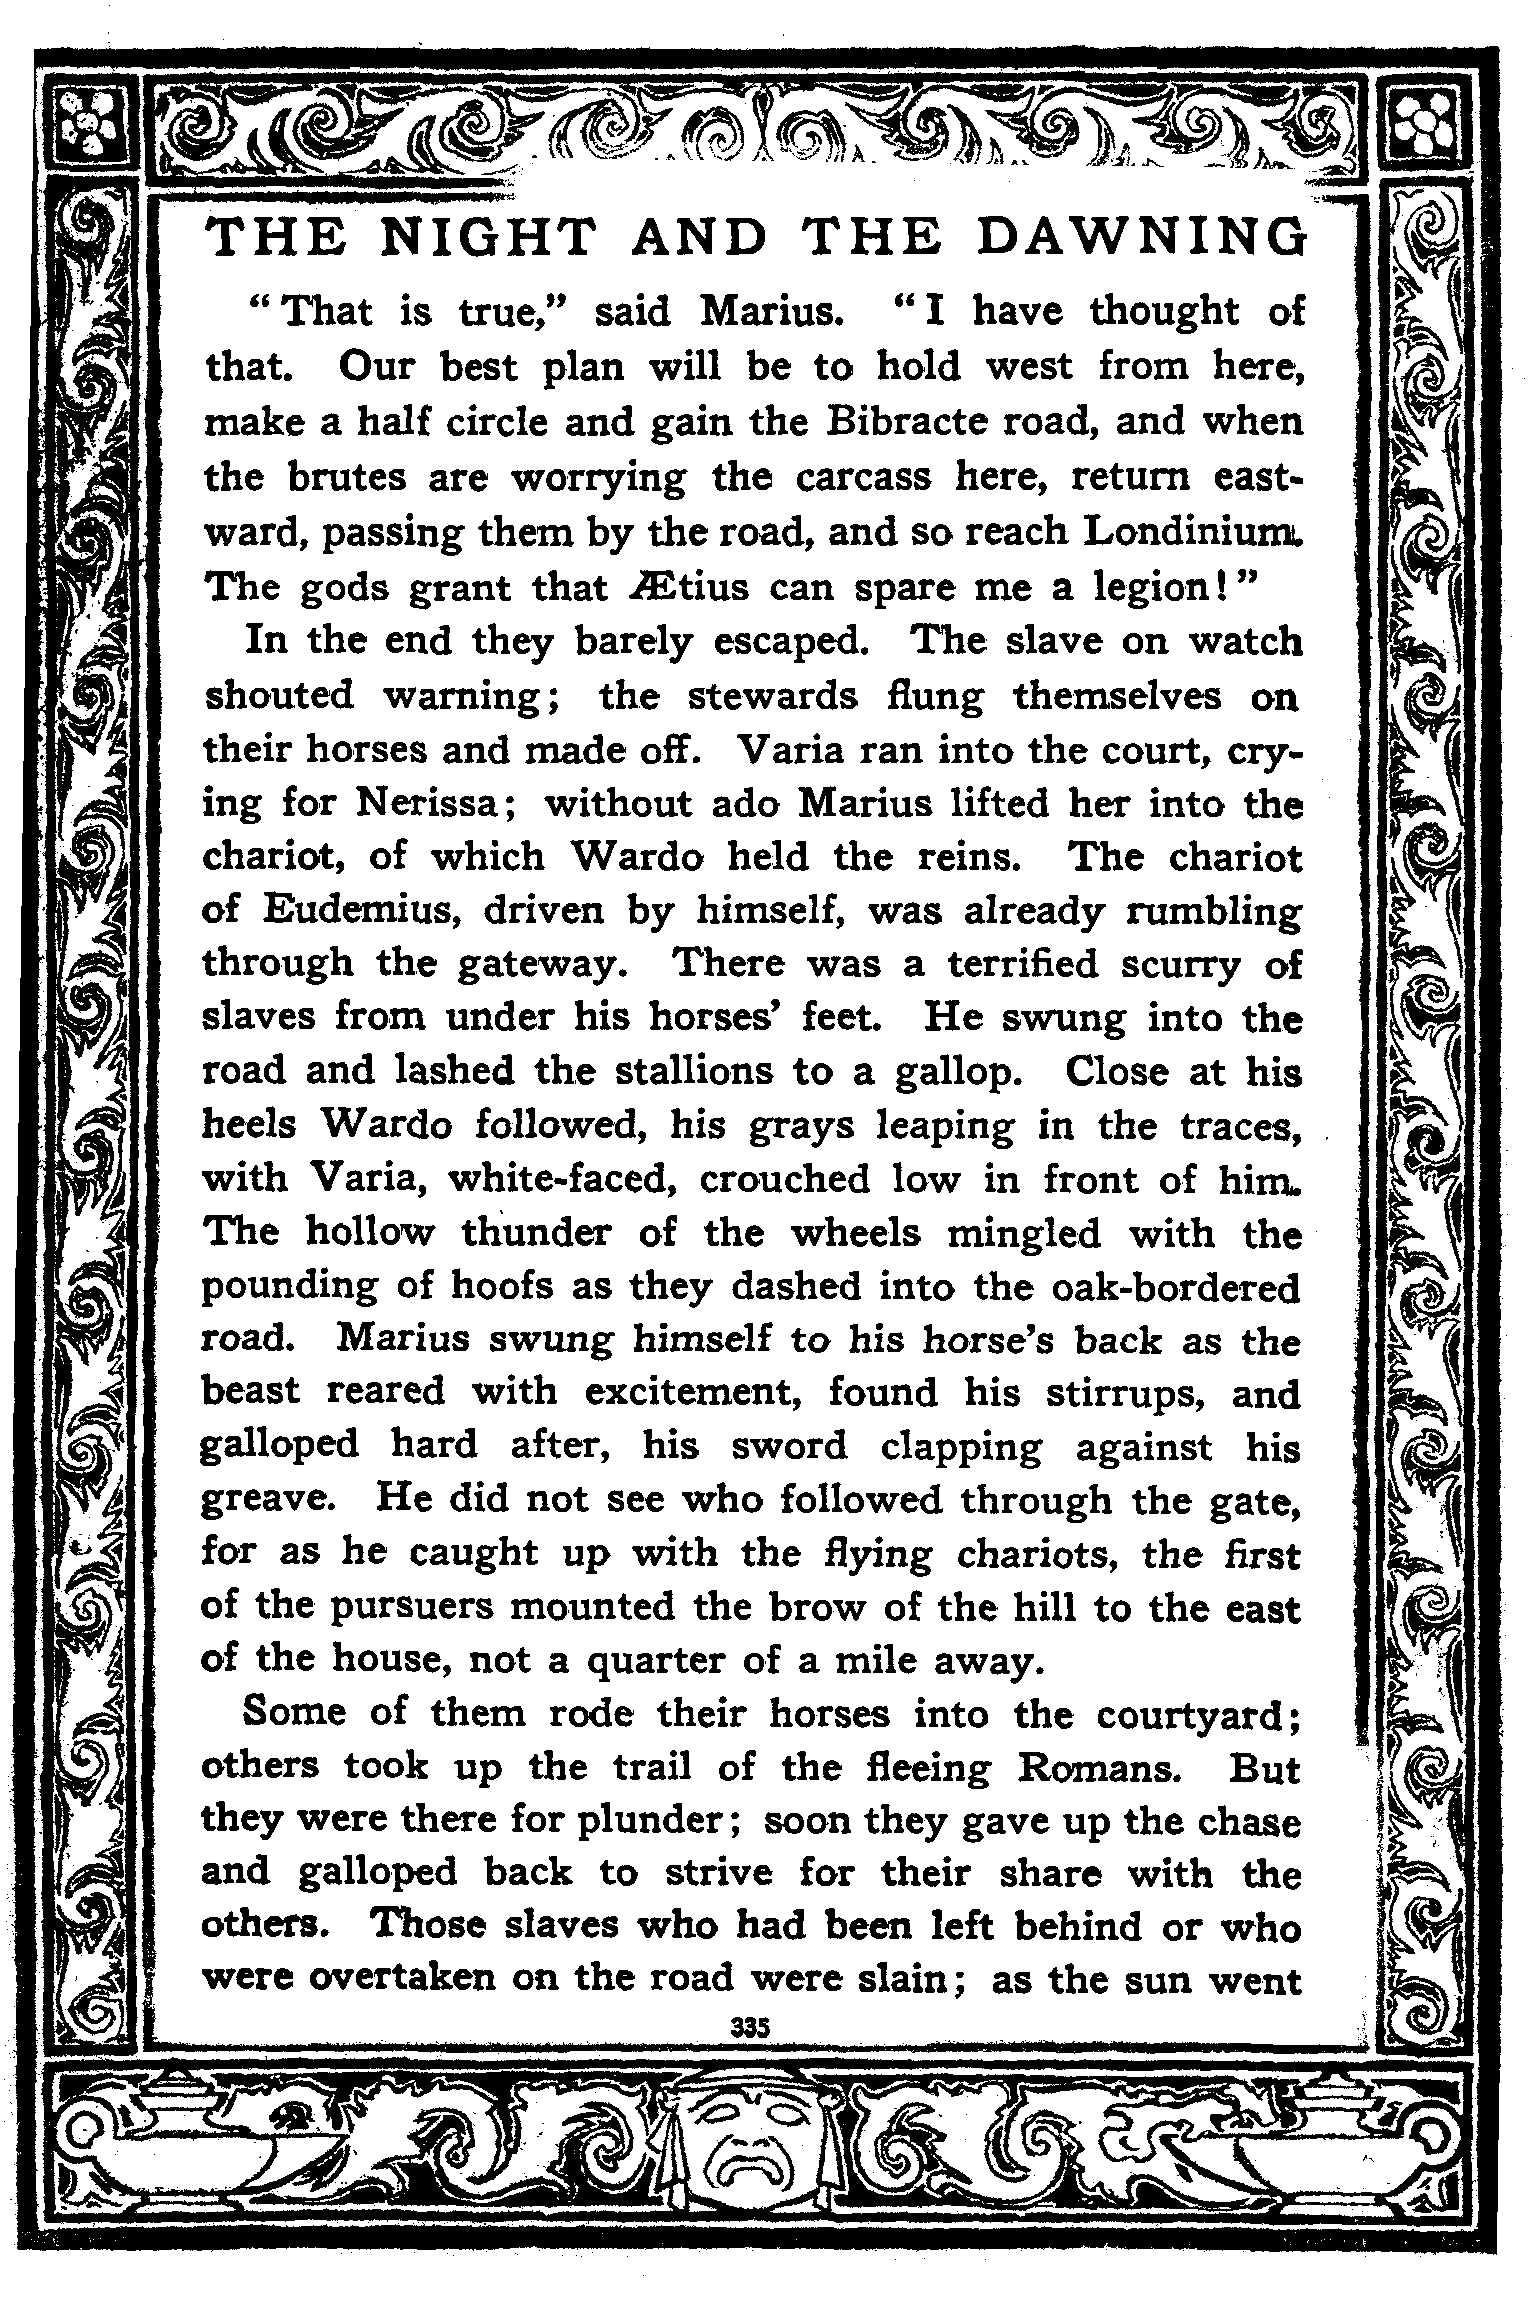 THE NIGHT AND THE DAWNING
“ That is true,” said Marius. “ I have thought of
that. Our best plan will be to hold west from here,
make a half circle and gain the Bibracte road, and when
the brutes are worrying the carcass here, return east-
ward, passing them by the road, and so reach Londinium.
The gods grant that Ætius can spare me a legion! ”
In the end they barely escaped. The slave on watch
shouted warning; the stewards flung themselves on
their horses and made off. Varia ran into the court, cry-
ing for Nerissa; without ado Marius lifted her into the
chariot, of which Wardo held the reins. The chariot
of Eudemius, driven by himself, was already rumbling
through the gateway. There was a terrified scurry of
slaves from under his horses’ feet. He swung into the
road and lashed the stallions to a gallop. Close at his
heels Wardo followed, his grays leaping in the traces,
with Varia, white-faced, crouched low in front of him.
The hollow thunder of the wheels mingled with the
pounding of hoofs as they dashed into the oak-bordered
road. Marius swung himself to his horse’s back as the
beast reared with excitement, found his stirrups, and
galloped hard after, his sword clapping against his
greave. He did not see who followed through the gate,
for as he caught up with the flying chariots, the first
of the pursuers mounted the brow of the hill to the east
of the house, not a quarter of a mile away.
Some of them rode their horses into the courtyard;
others took up the trail of the fleeing Romans. But
they were there for plunder; soon they gave up the chase
and galloped back to strive for their share with the
others. Those slaves who had been left behind or who
were overtaken on the road were slain; as the sun went
335